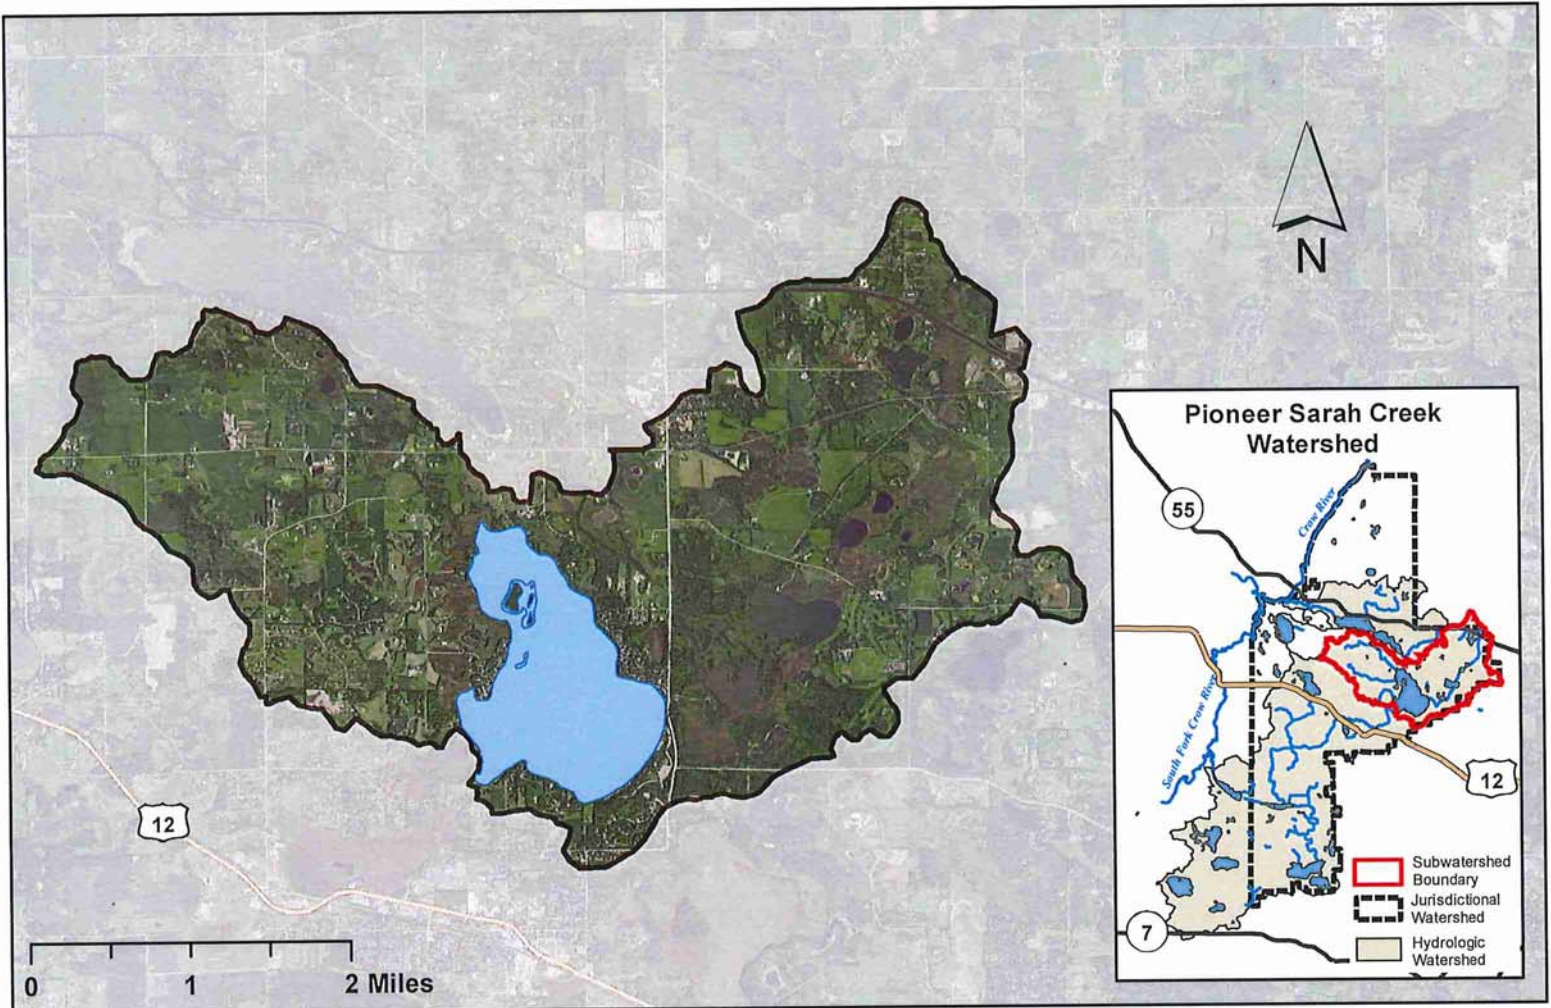 N
12
0
1
2 Miles
Pioneer Sarah Creek
Watershed
55
Crow River
South Fork Crow River
12
7
Subwatershed
Boundary
Jurisdictional
Watershed
Hydrologic
Watershed